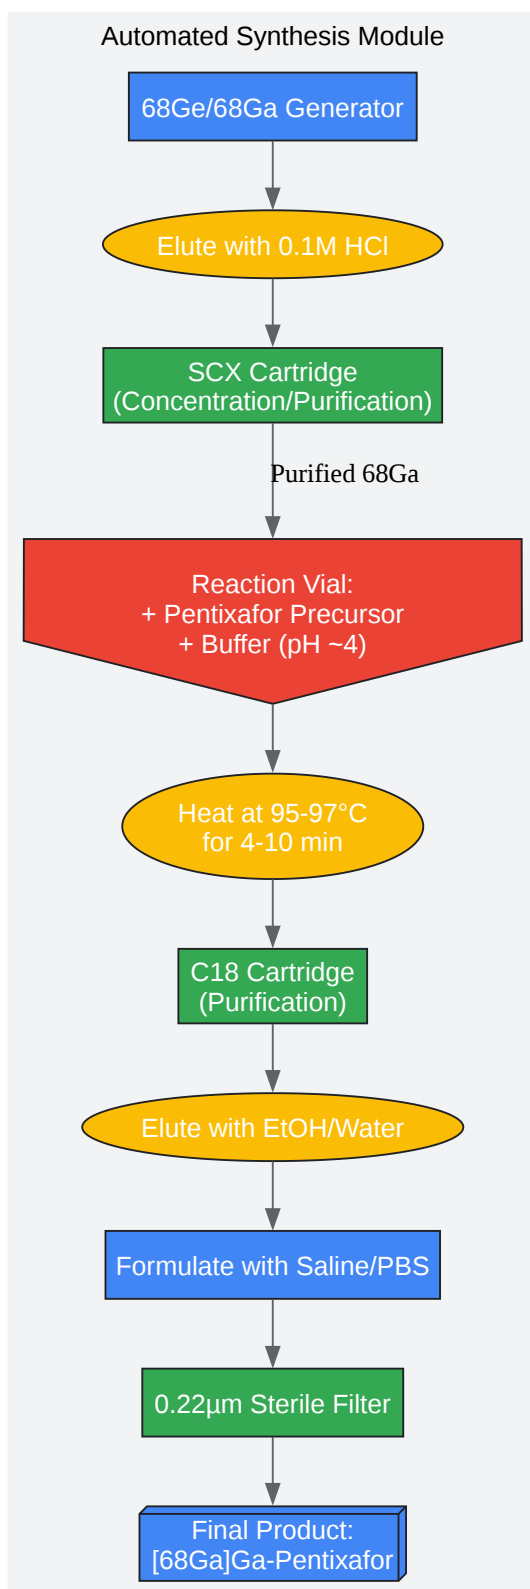 Automated Synthesis Module
68Ge/68Ga Generator
Elute with 0.1M HCl
SCX Cartridge
(Concentration/Purification)
Purified 68Ga
Reaction Vial:
+ Pentixafor Precursor
+ Buffer (pH ~4)
Heat at 95-97°C
for 4-10 min
C18 Cartridge
(Purification)
Elute with EtOH/Water
Formulate with Saline/PBS
0.22µm Sterile Filter
Final Product:
[68Ga]Ga-Pentixafor